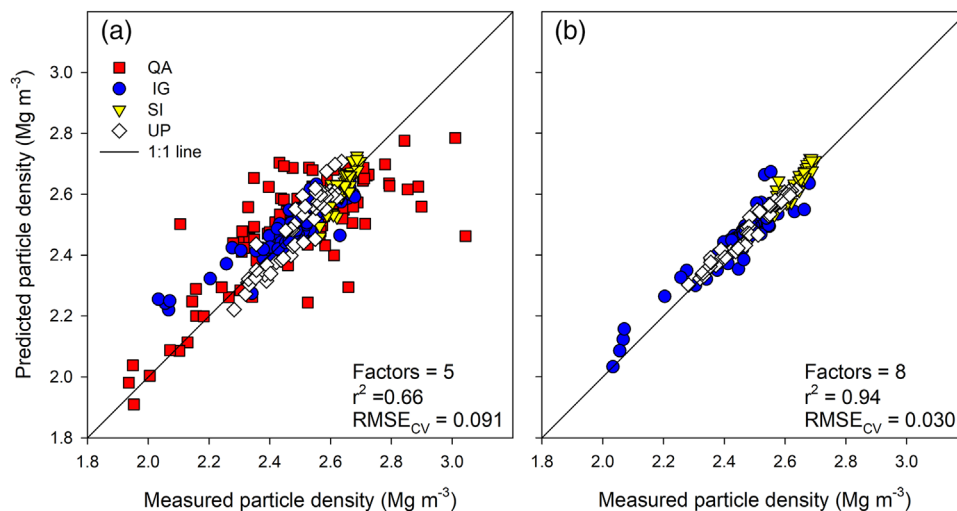 (a)
QA
IG
SI
UP
1:1 line
Factors = 5
r² =0.66
RMSE_CV = 0.091
Predicted particle density (Mg m⁻³)
3.0
2.8
2.6
2.4
2.2
2.0
1.8
1.8 2.0 2.2 2.4 2.6 2.8 3.0
Measured particle density (Mg m⁻³)
(b)
Factors = 8
r² = 0.94
RMSE_CV = 0.030
1.8 2.0 2.2 2.4 2.6 2.8 3.0
Measured particle density (Mg m⁻³)